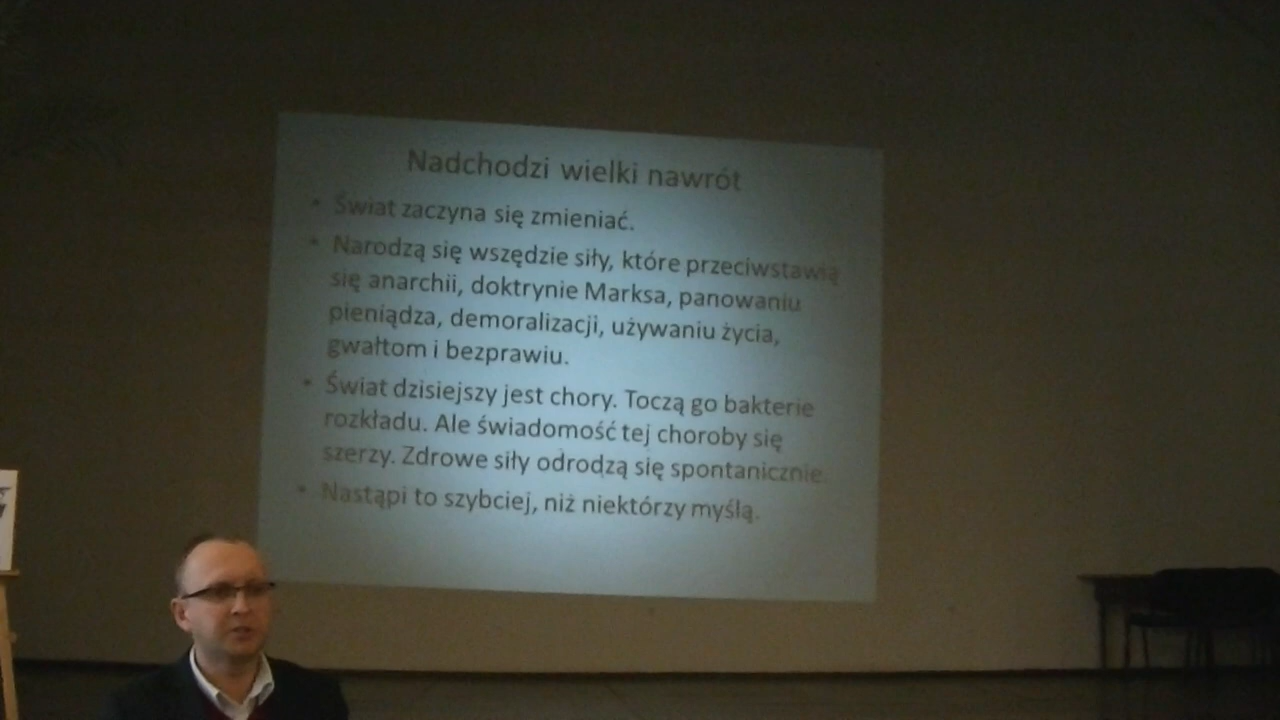 Nadchodzi wielki nawrót
• Świat zaczyna się zmieniać.
• Narodzą się wszędzie siły, które przeciwstawią
się anarchii, doktrynie Marksa, panowaniu
pieniądza, demoralizacji, używaniu życia,
gwałtom i bezprawiu.
• Świat dzisiejszy jest chory. Toczą go bakterie
rozkładu. Ale świadomość tej choroby się
szerzy. Zdrowe siły odrodzą się spontanicznie.
• Nastąpi to szybciej, niż niektórzy myślą.